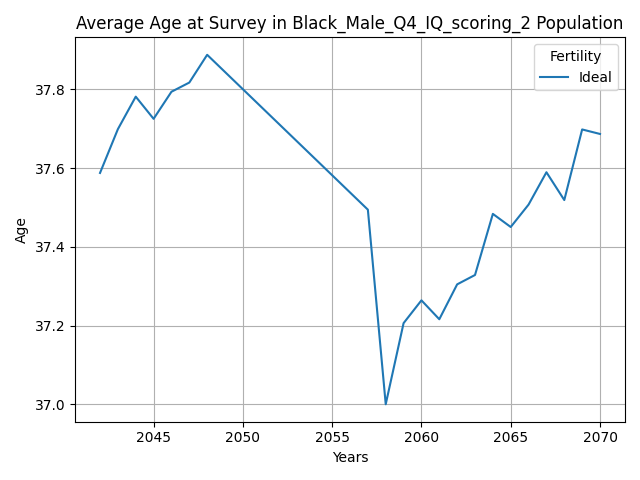 Average Age at Survey in Black_Male_Q4_IQ_scoring_2 Population
Fertility
Ideal
37.8
37.6
37.4
37.2
37.0
Age
2045 2050 2055 2060 2065 2070
Years